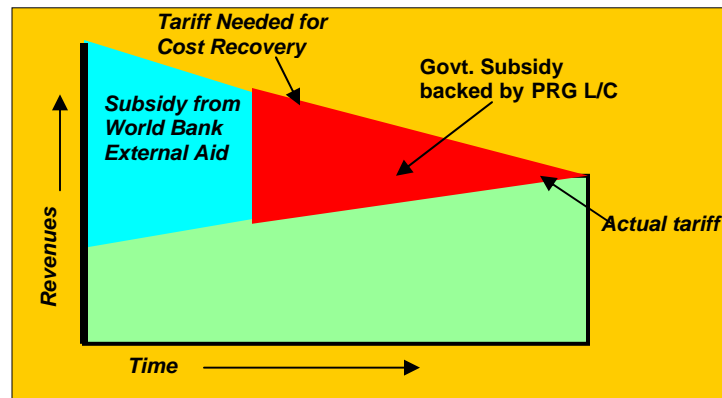 Tariff Needed for
Cost Recovery
Govt. Subsidy
backed by PRG L/C
Subsidy from
World Bank
External Aid
Revenues
Actual tariff
Time